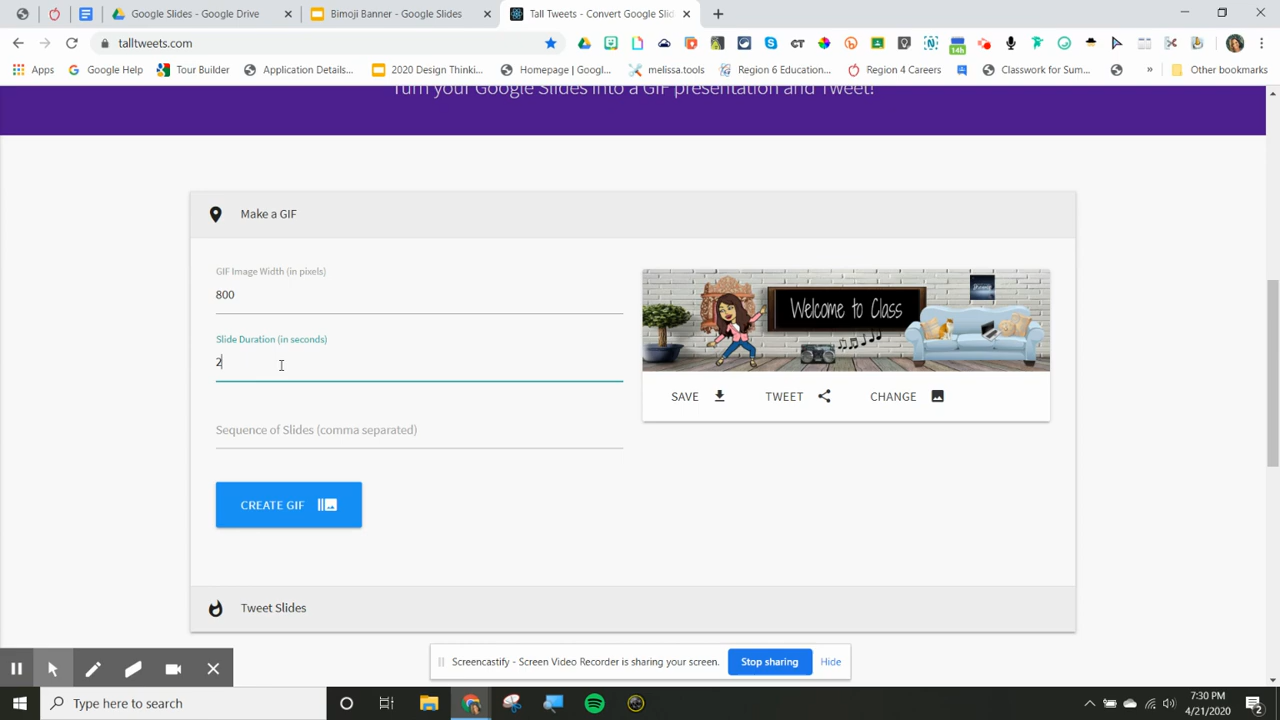 Google Slides - Google Drive
Bimoji Banner - Google Slides
Tall Tweets - Convert Google Slid
talltweets.com
14h
Apps
Google Help
Tour Builder
Application Details...
2020 Design Thinki...
Homepage | Googl...
melissa.tools
Region 6 Education...
Region 4 Careers
Classwork for Sum...
»
Other bookmarks
Turn your Google Slides into a GIF presentation and Tweet!
Make a GIF
GIF Image Width (in pixels)
800
Slide Duration (in seconds)
2
Sequence of Slides (comma separated)
CREATE GIF
Welcome to Class
SAVE
TWEET
CHANGE
Tweet Slides
Screencastify - Screen Video Recorder is sharing your screen.
Stop sharing
Hide
Type here to search
7:30 PM
4/21/2020
2